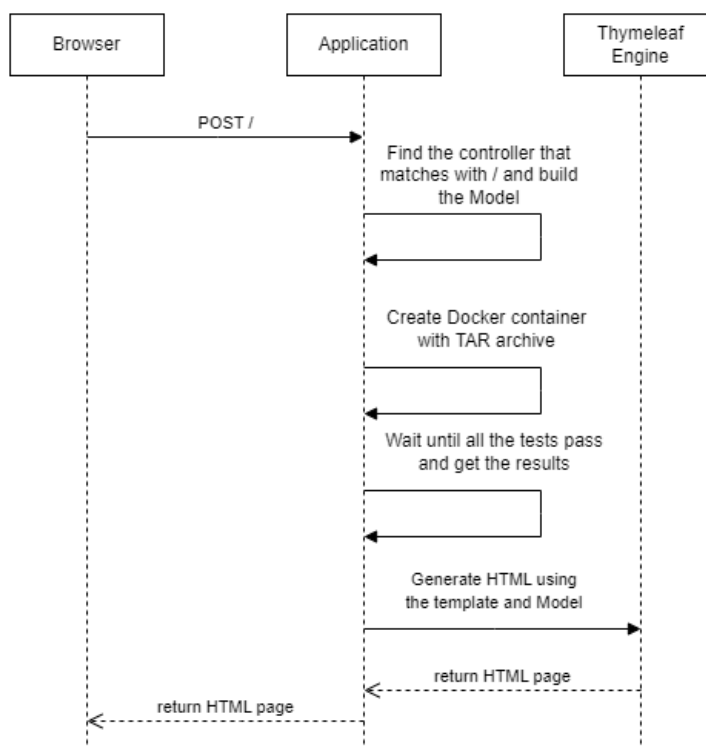 Browser
Application
Thymeleaf
Engine
POST /
Find the controller that
matches with / and build
the Model
Create Docker container
with TAR archive
Wait until all the tests pass
and get the results
Generate HTML using
the template and Model
return HTML page
return HTML page